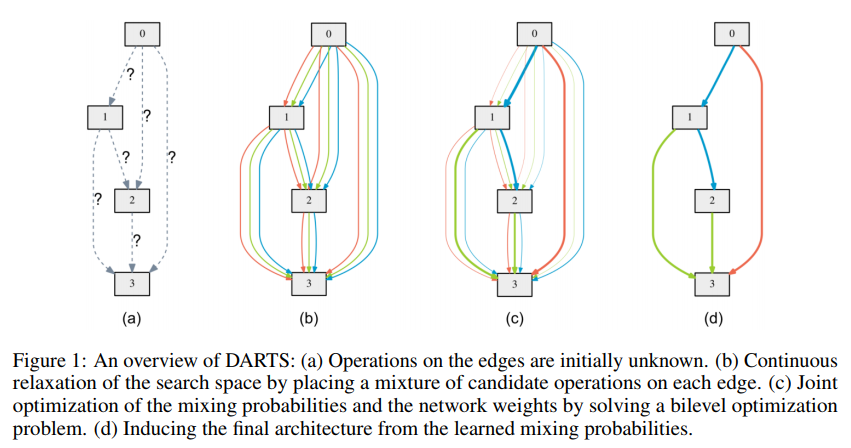 0
0
0
0
?
1
?
1
1
1
?
?
?
2
2
2
2
?
3
3
3
3
(a)
(b)
(c)
(d)
Figure 1: An overview of DARTS: (a) Operations on the edges are initially unknown. (b) Continuous
relaxation of the search space by placing a mixture of candidate operations on each edge. (c) Joint
optimization of the mixing probabilities and the network weights by solving a bilevel optimization
problem. (d) Inducing the final architecture from the learned mixing probabilities.